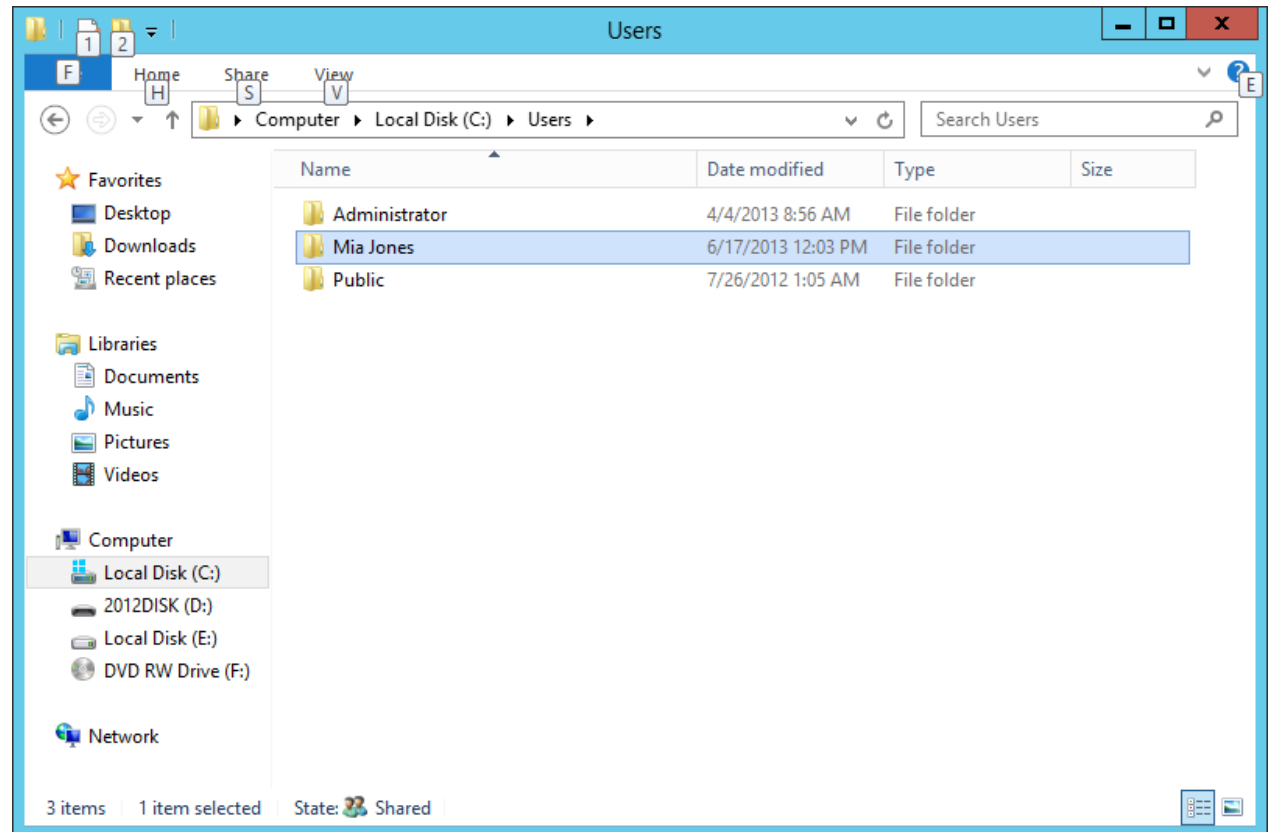 1 2 Users
F Home Share View
H S V E
Computer Local Disk (C:) Users Search Users
Name Date modified Type Size
Favorites
Desktop Administrator 4/4/2013 8:56 AM File folder
Downloads Mia Jones 6/17/2013 12:03 PM File folder
Recent places Public 7/26/2012 1:05 AM File folder
Libraries
Documents
Music
Pictures
Videos
Computer
Local Disk (C:)
2012DISK (D:)
Local Disk (E:)
DVD RW Drive (F:)
Network
3 items 1 item selected State: Shared